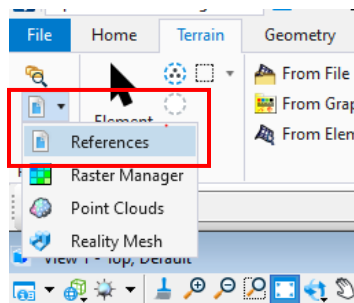 File Home Terrain Geometry
From File
From Grap
Element
From Elen
References
Raster Manager
Point Clouds
Reality Mesh
View 1 - Top, Default